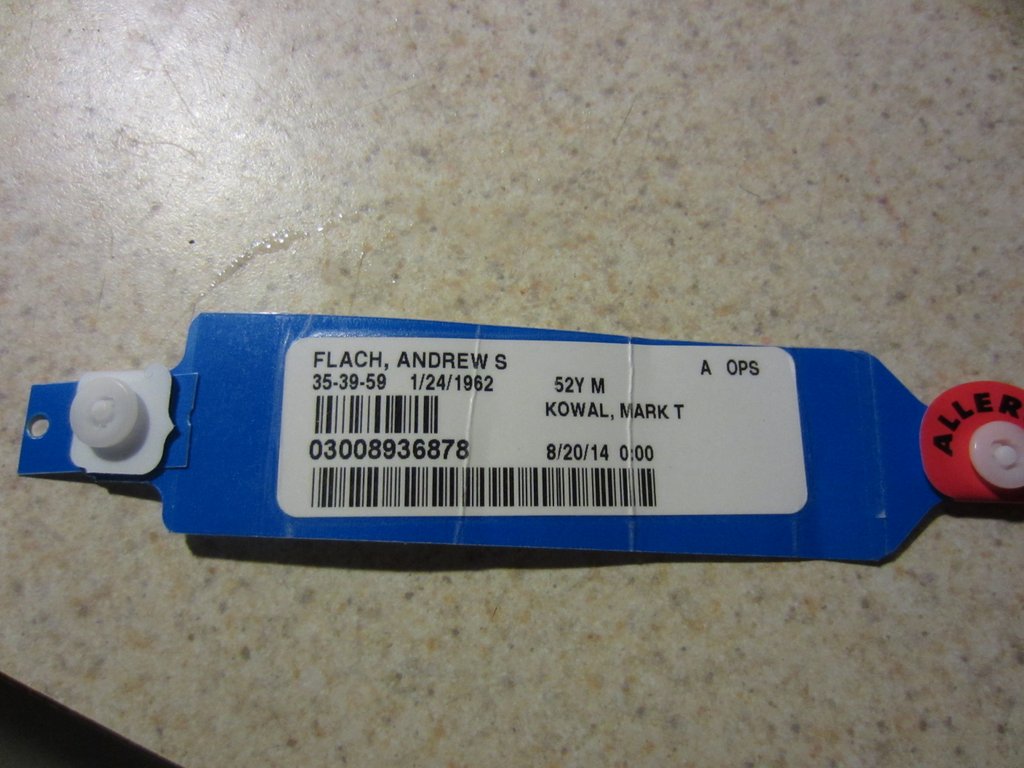 FLACH, ANDREW S
A OPS
35-39-59 1/24/1962 52Y M
KOWAL, MARK T
03008936878 8/20/14 0:00
ALLER